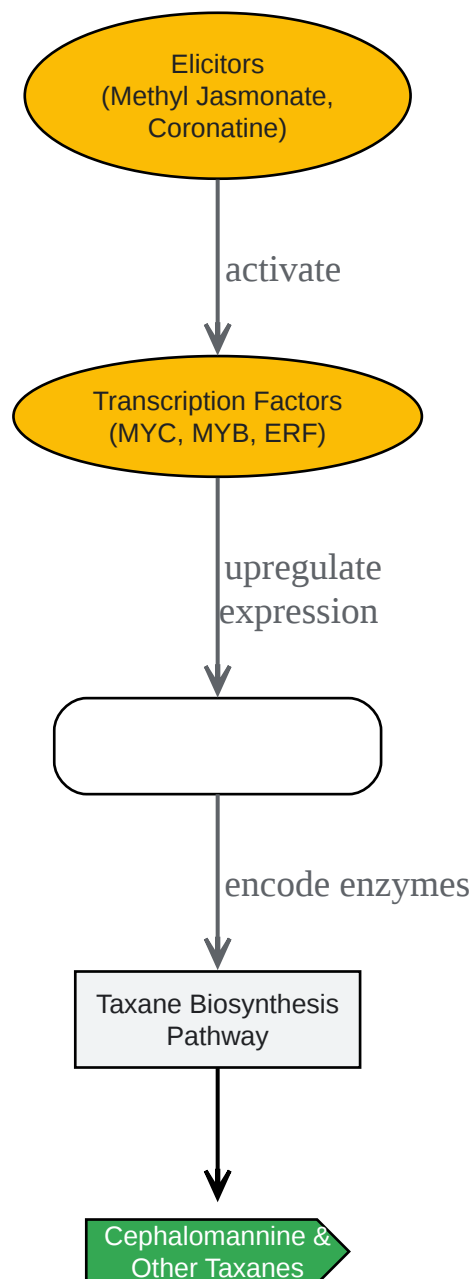 Elicitors
(Methyl Jasmonate,
Coronatine)
activate
Transcription Factors
(MYC, MYB, ERF)
upregulate
expression
encode enzymes
Taxane Biosynthesis
Pathway
Cephalomannine &
Other Taxanes